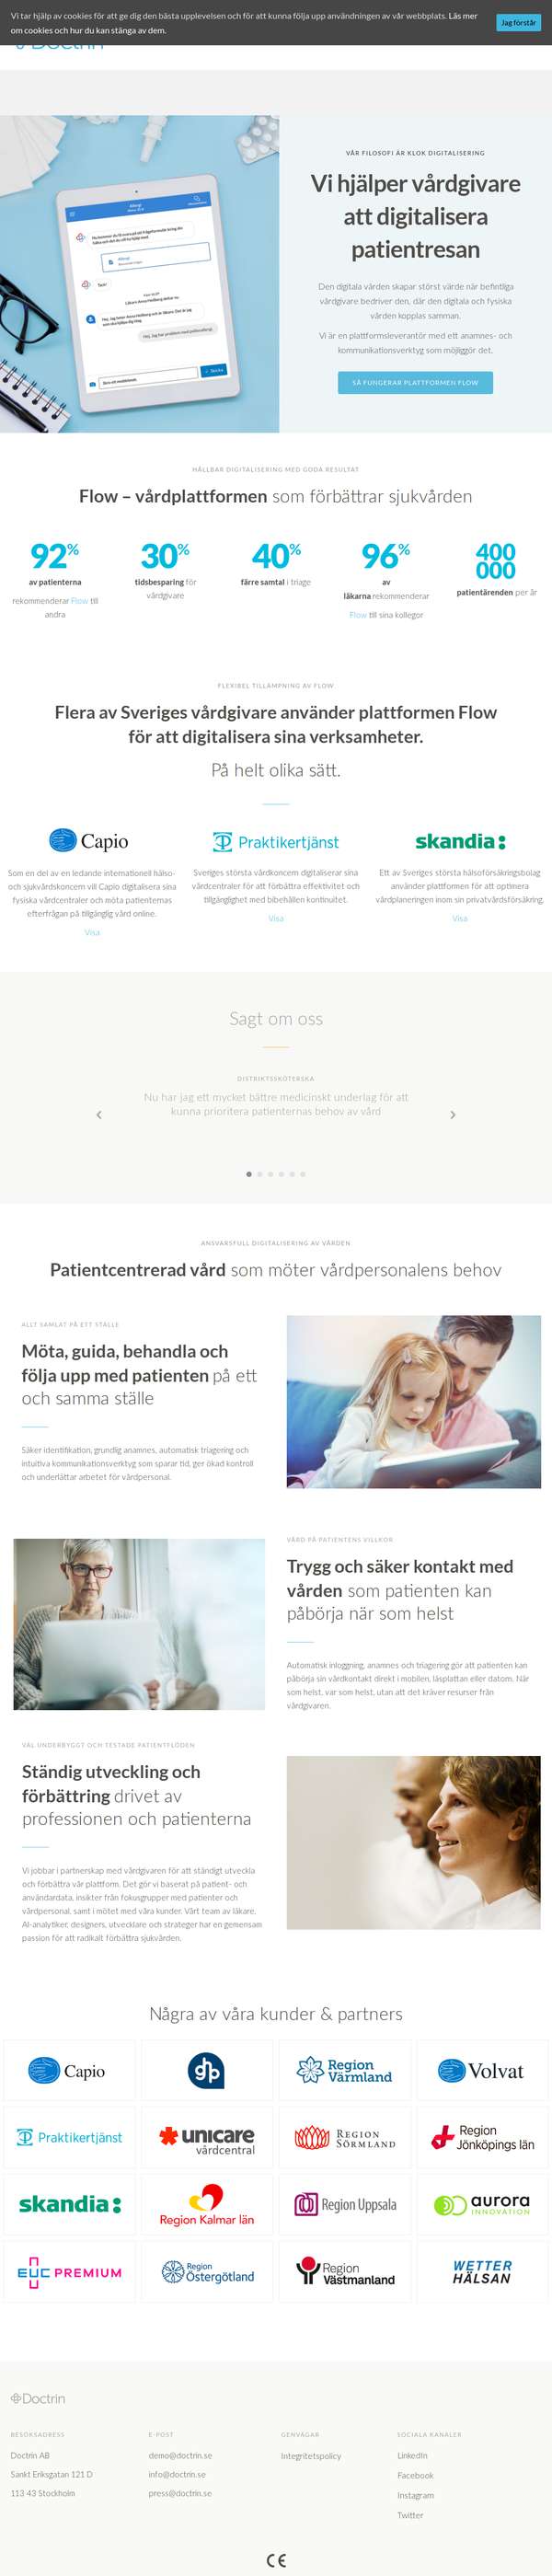 Vi tar hjälp av cookies för att ge dig den bästa upplevelsen och för att kunna följa upp användningen av vår webbplats. Läs mer
om cookies och hur du kan stänga av dem.
Jag förstår
VÅR FILOSOFI ÄR KLOK DIGITALISERING
Vi hjälper vårdgivare
att digitalisera
patientresan
Den digitala vården skapar störst värde när befintliga
vårdgivare bedriver den, där den digitala och fysiska
vården kopplas samman.
Vi är en plattformsleverantör med ett anamnes- och
kommunikationsverktyg som möjliggör det.
SÅ FUNGERAR PLATTFORMEN FLOW
HÅLLBAR DIGITALISERING MED GODA RESULTAT
Flow – vårdplattformen som förbättrar sjukvården
92%
av patienterna
rekommenderar Flow till
andra
30%
tidsbesparing för
vårdgivare
40%
färre samtal i triage
96%
av
läkarna rekommenderar
Flow till sina kollegor
400
000
patientärenden per år
FLEXIBEL TILLÄMPNING AV FLOW
Flera av Sveriges vårdgivare använder plattformen Flow
för att digitalisera sina verksamheter.
På helt olika sätt.
Capio
Som en del av en av ledande internationell hälso-
och sjukvårdskoncern vill Capio digitalisera sina
fysiska vårdcentraler och möta patienternas
efterfrågan på tillgänglig vård online.
Visa
Praktikertjänst
Sveriges största vårdkoncern digitaliserar sina
vårdcentraler för att förbättra effektivitet och
tillgänglighet med bibehållen kontinuitet.
Visa
skandia:
Ett av Sveriges största hälsoförsäkringsbolag
använder plattformen för att optimera
vårdplaneringen inom sin privatvårdsförsäkring.
Visa
Sagt om oss
DISTRIKTSSKÖTERSKA
Nu har jag ett mycket bättre medicinskt underlag för att
kunna prioritera patienternas behov av vård
ANSVARSFULL DIGITALISERING AV VÅRDEN
Patientcentrerad vård som möter vårdpersonalens behov
ALLT SAMLAT PÅ ETT STÄLLE
Möta, guida, behandla och
följa upp med patienten på ett
och samma ställe
Säker identifikation, grundlig anamnes, automatisk triagering och
intuitiva kommunikationsverktyg som sparar tid, ger ökad kontroll
och underlättar arbetet för vårdpersonal.
VÅRD PÅ PATIENTENS VILLKOR
Trygg och säker kontakt med
vården som patienten kan
påbörja när som helst
Automatisk inloggning, anamnes och triagering gör att patienten kan
påbörja sin vårdkontakt direkt i mobilen, läsplattan eller datorn. När
som helst, var som helst, utan att det kräver resurser från
vårdgivaren.
VÄL UNDERBYGGT OCH TESTADE PATIENTFLÖDEN
Ständig utveckling och
förbättring drivet av
professionen och patienterna
Vi jobbar i partnerskap med vårdgivaren för att ständigt utveckla
och förbättra vår plattform. Det gör vi baserat på patient- och
användardata, insikter från fokusgrupper med patienter och
vårdpersonal, samt i mötet med våra kunder. Vårt team av läkare,
AI-analytiker, designers, utvecklare och strateger har en gemensam
passion för att radikalt förbättra sjukvården.
Några av våra kunder & partners
Capio
ghp
Region
Värmland
Volvat
Praktikertjänst
unicare
vårdcentral
REGION
SÖRMLAND
Region
Jönköpings län
skandia:
Region Kalmar län
Region Uppsala
aurora
INNOVATION
EUC PREMIUM
Region
Östergötland
Region
Västmanland
WETTER
HÄLSAN
Doctrin
BESÖKSADRESS
Doctrin AB
Sankt Eriksgatan 121 D
113 43 Stockholm
E-POST
demo@doctrin.se
info@doctrin.se
press@doctrin.se
GENVÄGAR
Integritetspolicy
SOCIALA KANALER
LinkedIn
Facebook
Instagram
Twitter
CE